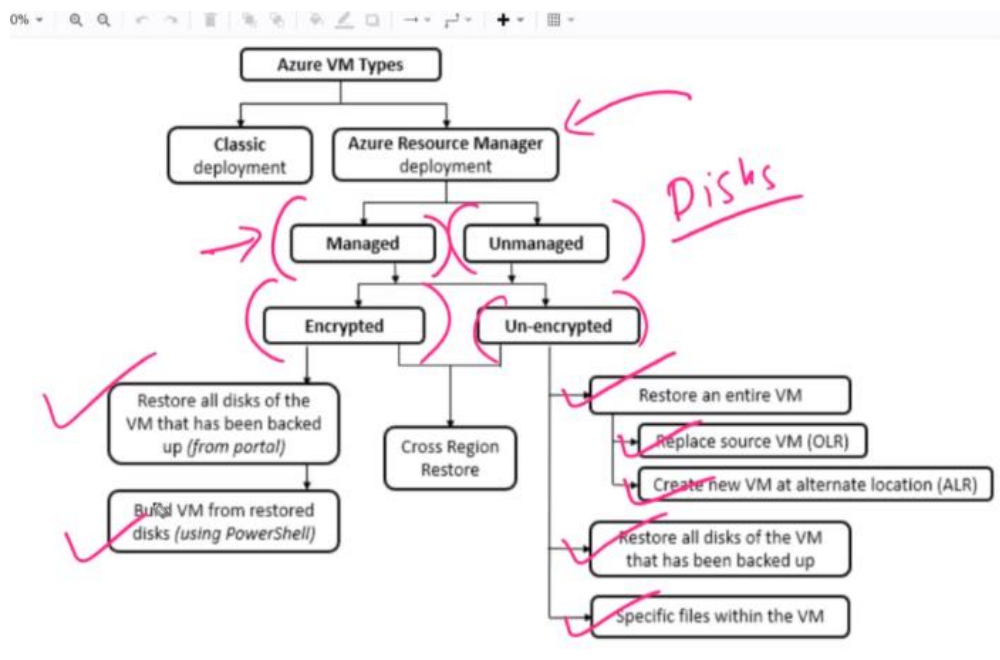 0%
Azure VM Types
Classic
deployment
Azure Resource Manager
deployment
Disks
Managed
Unmanaged
Encrypted
Un-encrypted
Restore all disks of the
VM that has been backed
up (from portal)
Build VM from restored
disks (using PowerShell)
Cross Region
Restore
Restore an entire VM
Replace source VM (OLR)
Create new VM at alternate location (ALR)
Restore all disks of the VM
that has been backed up
Specific files within the VM